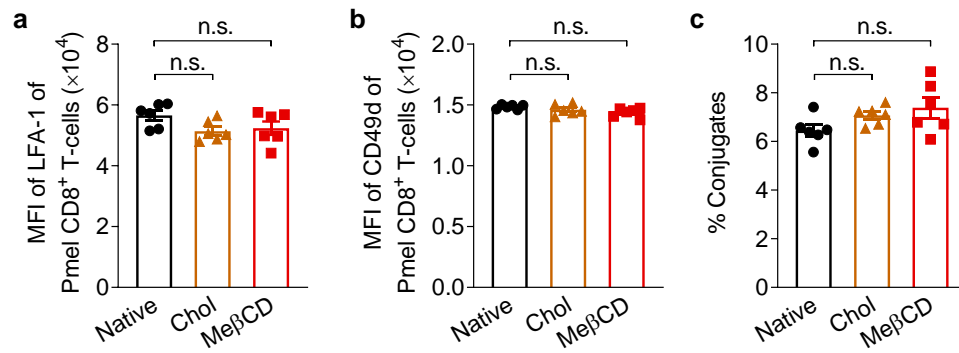 a
MFI of LFA-1 of
Pmel CD8⁺ T-cells (×10⁴)
8
6
4
2
0
n.s.
n.s.
Native
Chol
MeβCD
b
MFI of CD49d of
Pmel CD8⁺ T-cells (×10⁴)
2.0
1.5
1.0
0.5
0.0
n.s.
n.s.
Native
Chol
MeβCD
c
% Conjugates
10
8
6
4
2
0
n.s.
n.s.
Native
Chol
MeβCD